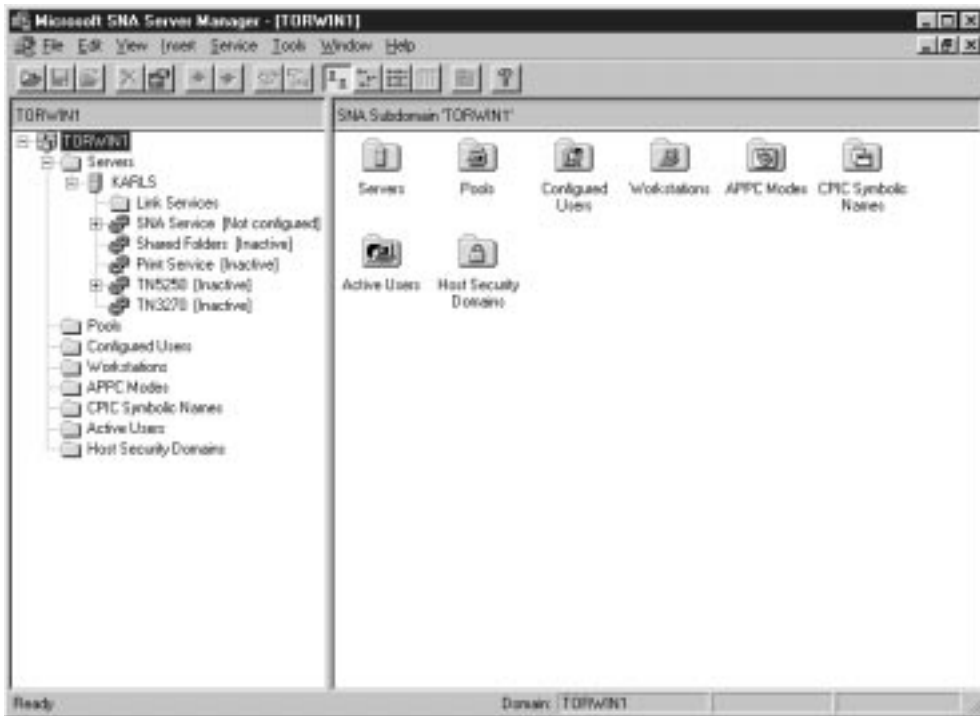 Microsoft SNA Server Manager - [TORWIN1]
File Edit View Insert Service Tools Window Help
TORWIN1
SNA Subdomain 'TORWIN1'
TORWIN1
Servers
KARLS
Link Services
SNA Service [Not configured]
Shared Folders [Inactive]
Print Service [Inactive]
TN5250 [Inactive]
TN3270 [Inactive]
Pools
Configured Users
Workstations
APPC Modes
CPIC Symbolic Names
Active Users
Host Security Domains
Servers
Pools
Configured
Users
Workstations
APPC Modes
CPIC Symbolic
Names
Active Users
Host Security
Domains
Ready
Domain: TORWIN1